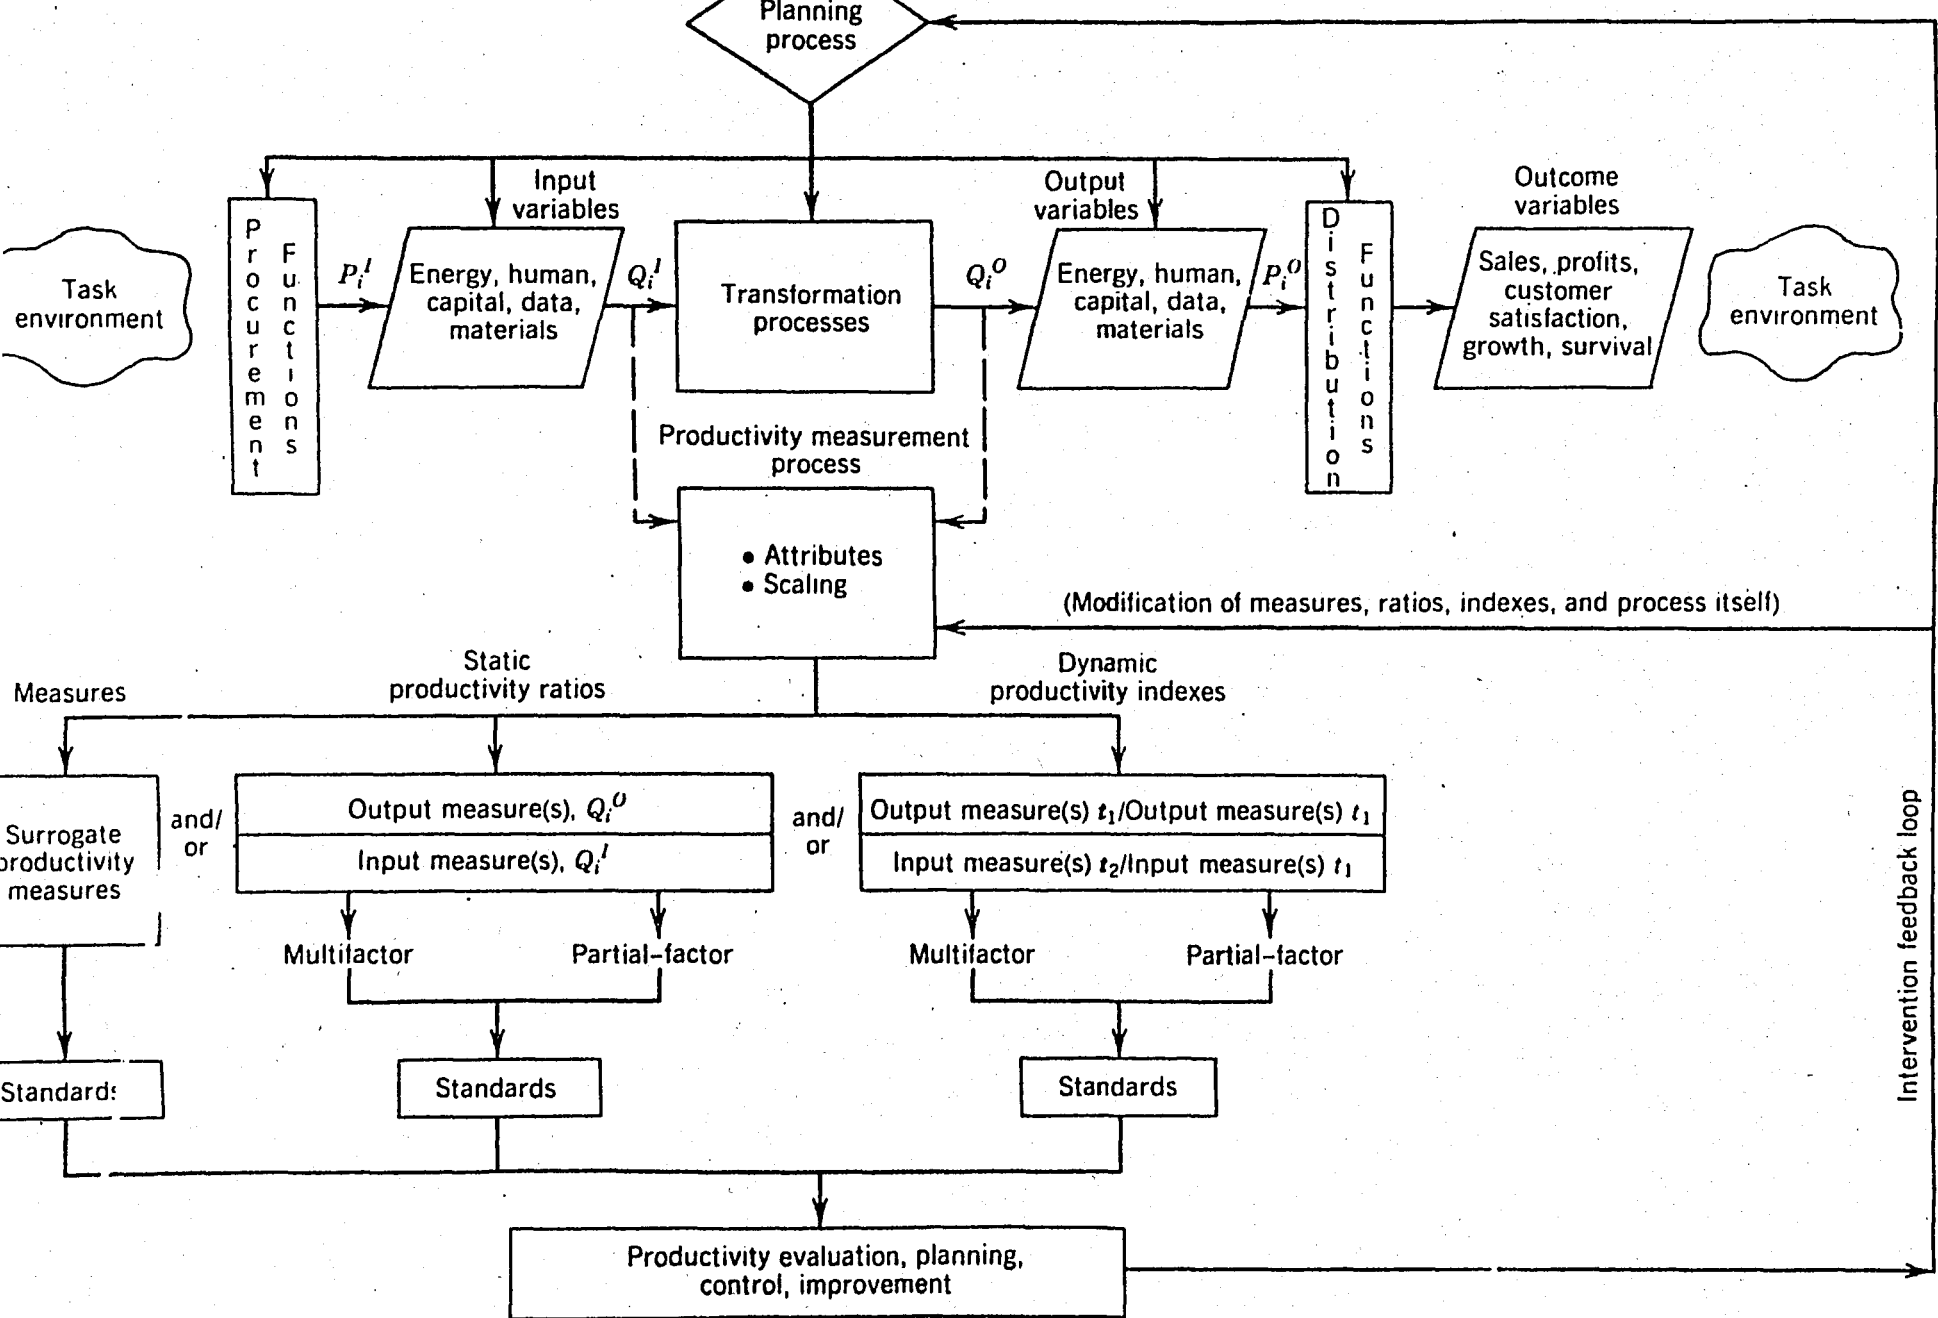 Planning
process
Input
variables
Output
variables
Outcome
variables
Task
environment
Procurement
Functions
P_i^I
Energy, human,
capital, data,
materials
Q_i^I
Transformation
processes
Q_i^O
Energy, human,
capital, data,
materials
P_i^O
Distribution
Functions
Sales, profits,
customer
satisfaction,
growth, survival
Task
environment
Productivity measurement
process
• Attributes
• Scaling
(Modification of measures, ratios, indexes, and process itself)
Measures
Static
productivity ratios
Dynamic
productivity indexes
Surrogate
productivity
measures
and/
or
Output measure(s), Q_i^O
Input measure(s), Q_i^I
and/
or
Output measure(s) t₁/Output measure(s) t₁
Input measure(s) t₂/Input measure(s) t₁
Multifactor
Partial-factor
Multifactor
Partial-factor
Standards
Standards
Standards
Productivity evaluation, planning,
control, improvement
Intervention feedback loop